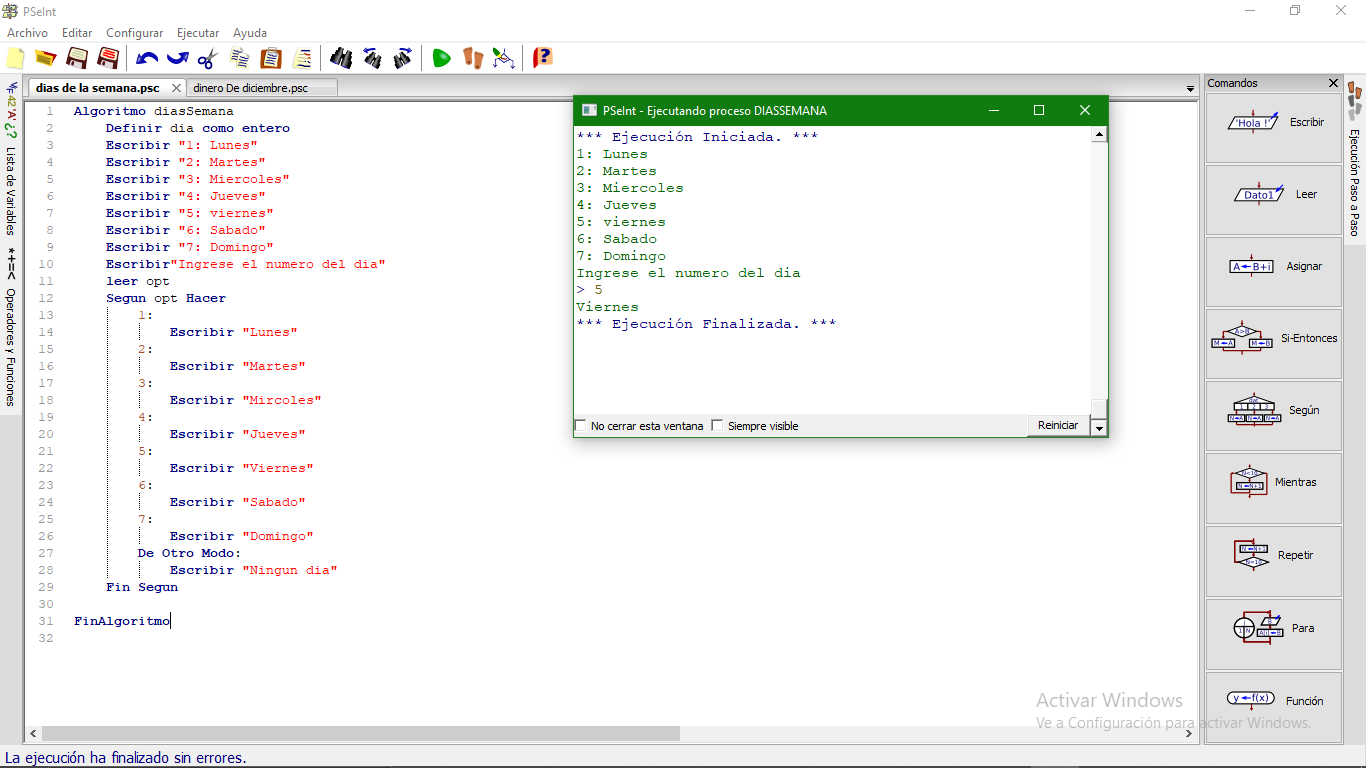 PSeInt
Archivo Editar Configurar Ejecutar Ayuda
dias de la semana.psc dinero De diciembre.psc
Lista de Variables
*+=< Operadores y Funciones
1 Algoritmo diasSemana
2 Definir dia como entero
3 Escribir "1: Lunes"
4 Escribir "2: Martes"
5 Escribir "3: Miercoles"
6 Escribir "4: Jueves"
7 Escribir "5: viernes"
8 Escribir "6: Sabado"
9 Escribir "7: Domingo"
10 Escribir"Ingrese el numero del dia"
11 leer opt
12 Segun opt Hacer
13 1:
14 Escribir "Lunes"
15 2:
16 Escribir "Martes"
17 3:
18 Escribir "Mircoles"
19 4:
20 Escribir "Jueves"
21 5:
22 Escribir "Viernes"
23 6:
24 Escribir "Sabado"
25 7:
26 Escribir "Domingo"
27 De Otro Modo:
28 Escribir "Ningun dia"
29 Fin Segun
30
31 FinAlgoritmo
32
PSeInt - Ejecutando proceso DIASSEMANA
*** Ejecución Iniciada. ***
1: Lunes
2: Martes
3: Miercoles
4: Jueves
5: viernes
6: Sabado
7: Domingo
Ingrese el numero del dia
> 5
Viernes
*** Ejecución Finalizada. ***
No cerrar esta ventana Siempre visible Reiniciar
Comandos
'Hola !' Escribir
Dato1 Leer
A←B+i Asignar
A>B
M←A M←B Si-Entonces
Según
Mientras
Repetir
Para
y←f(x) Función
Ejecución Paso a Paso
Activar Windows
Ve a Configuración para activar Windows.
La ejecución ha finalizado sin errores.